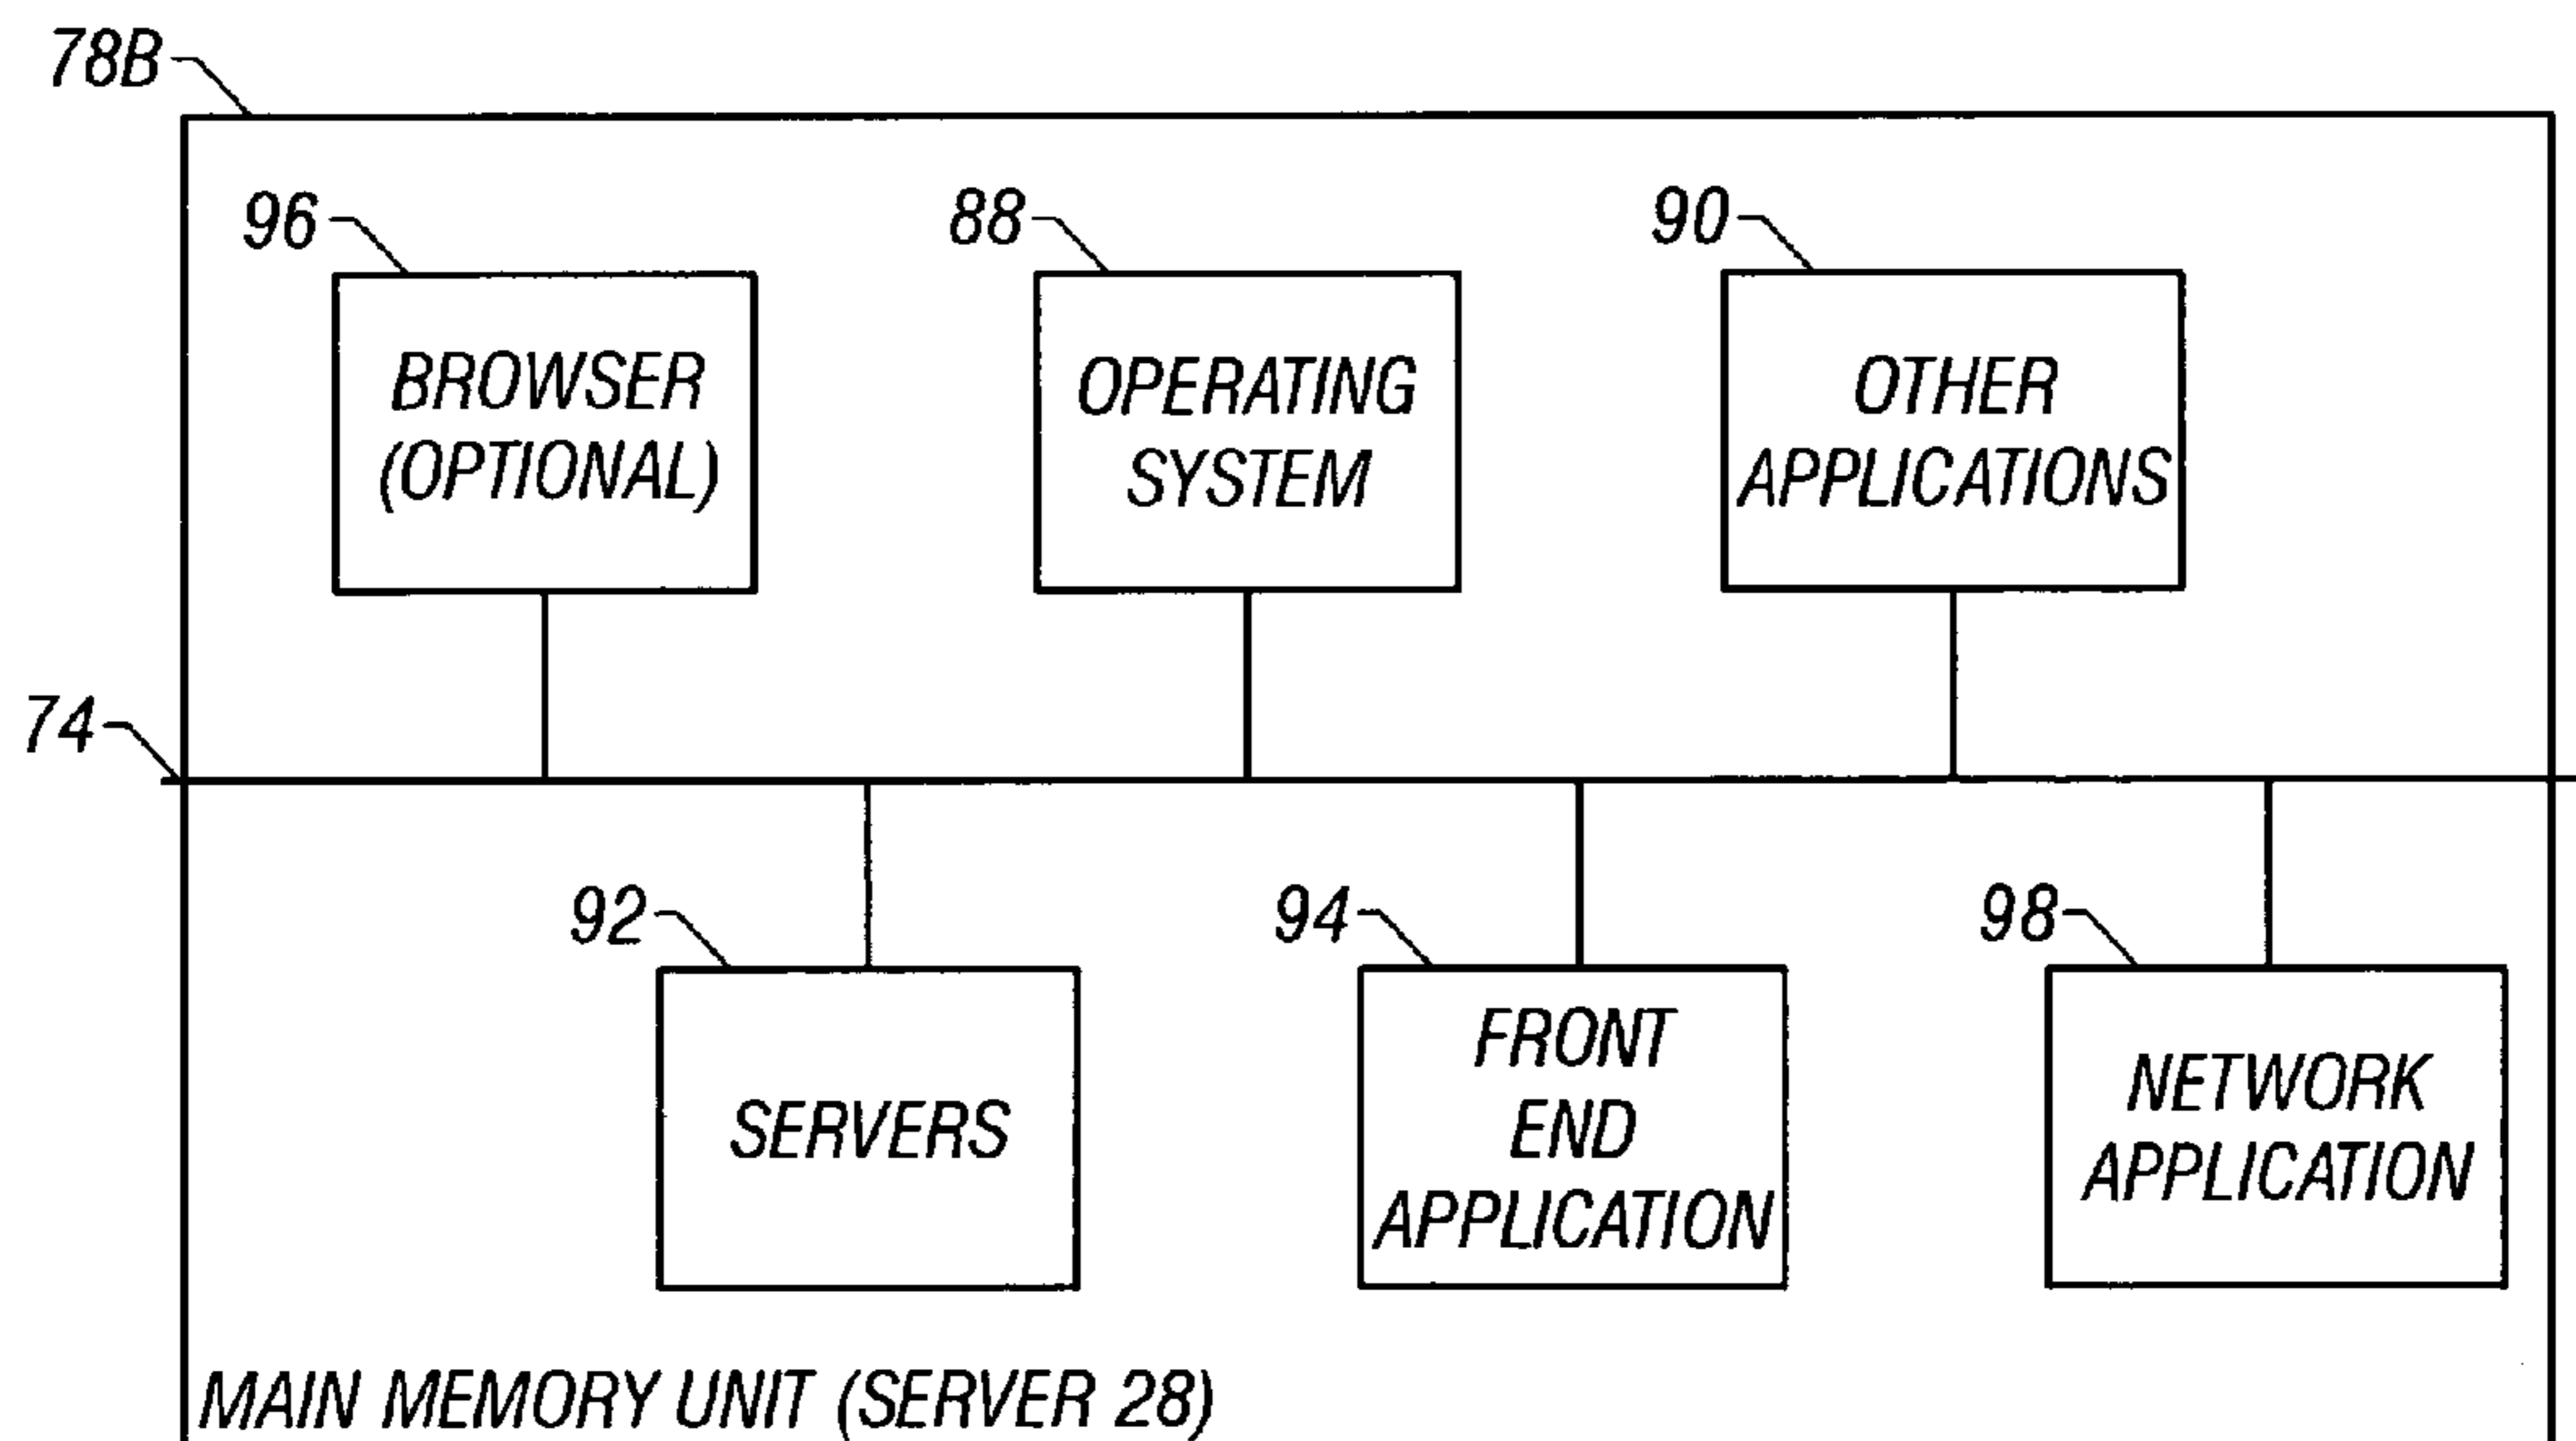 78B
96
88
90
BROWSER
(OPTIONAL)
OPERATING
SYSTEM
OTHER
APPLICATIONS
74
92
94
98
SERVERS
FRONT
END
APPLICATION
NETWORK
APPLICATION
MAIN MEMORY UNIT (SERVER 28)